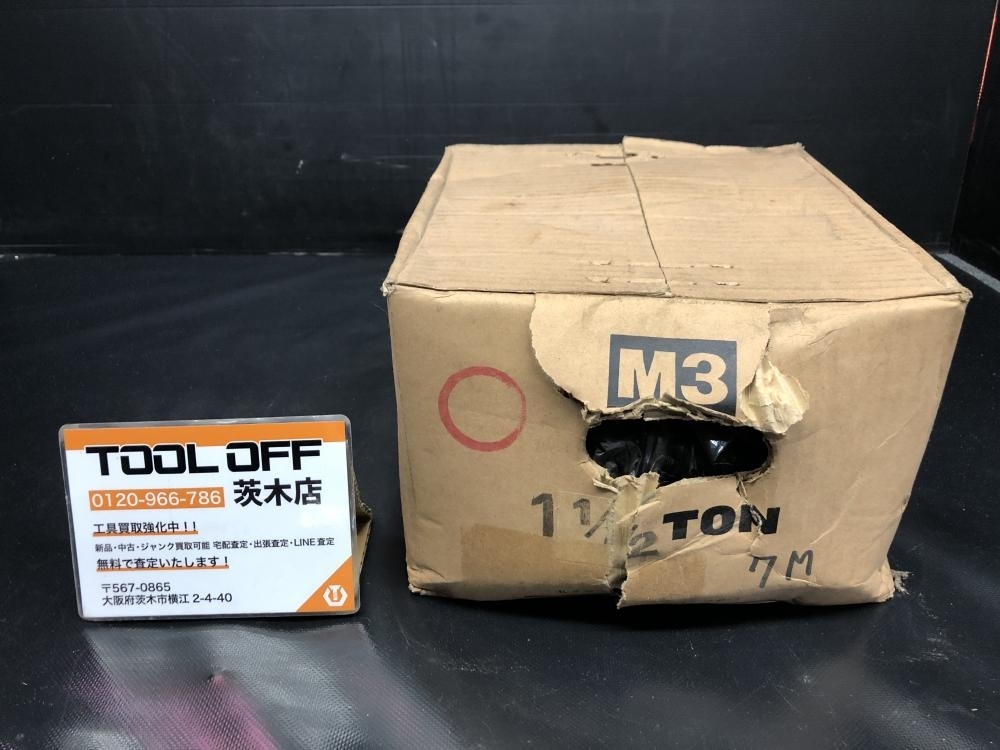 TOOL OFF
0120-966-786 茨木店
工具買取強化中！！
新品・中古・ジャンク買取可能 宅配査定・出張査定・LINE査定
無料で査定いたします！
〒567-0865
大阪府茨木市横江 2-4-40
M3
1 1/2 TON
7M